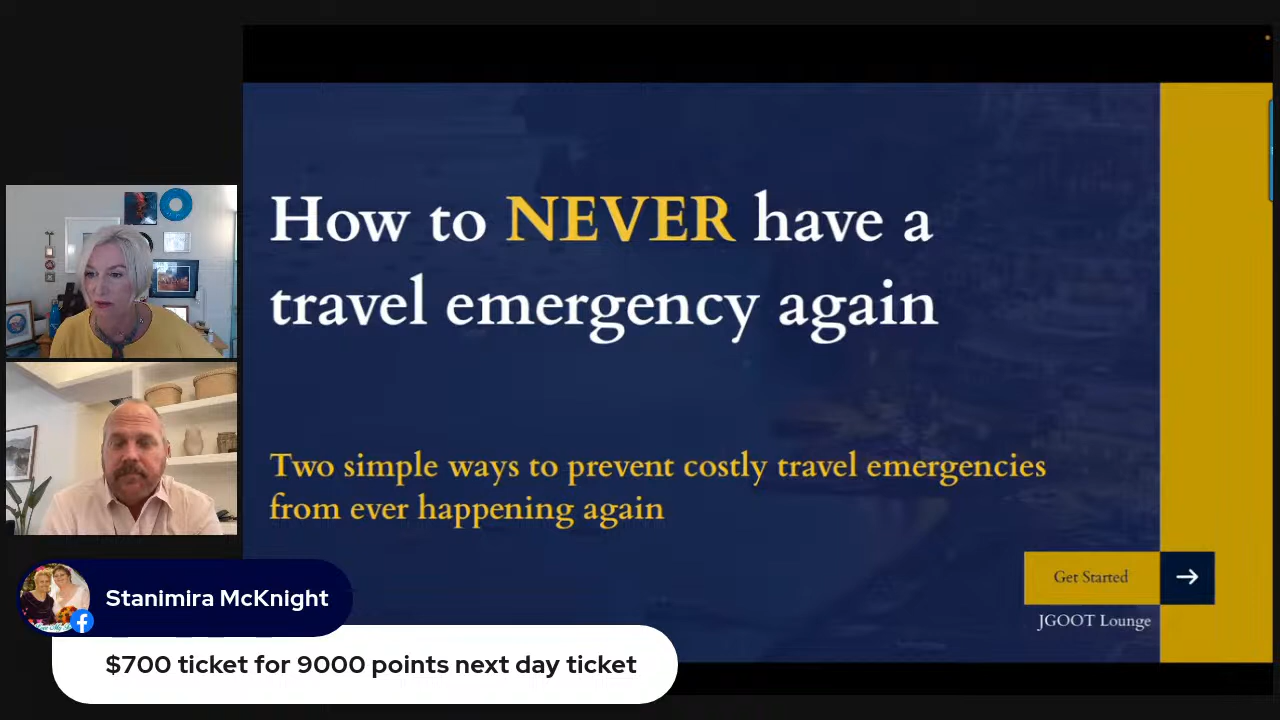 How to NEVER have a
travel emergency again
Two simple ways to prevent costly travel emergencies
from ever happening again
Get Started
JGOOT Lounge
Stanimira McKnight
$700 ticket for 9000 points next day ticket